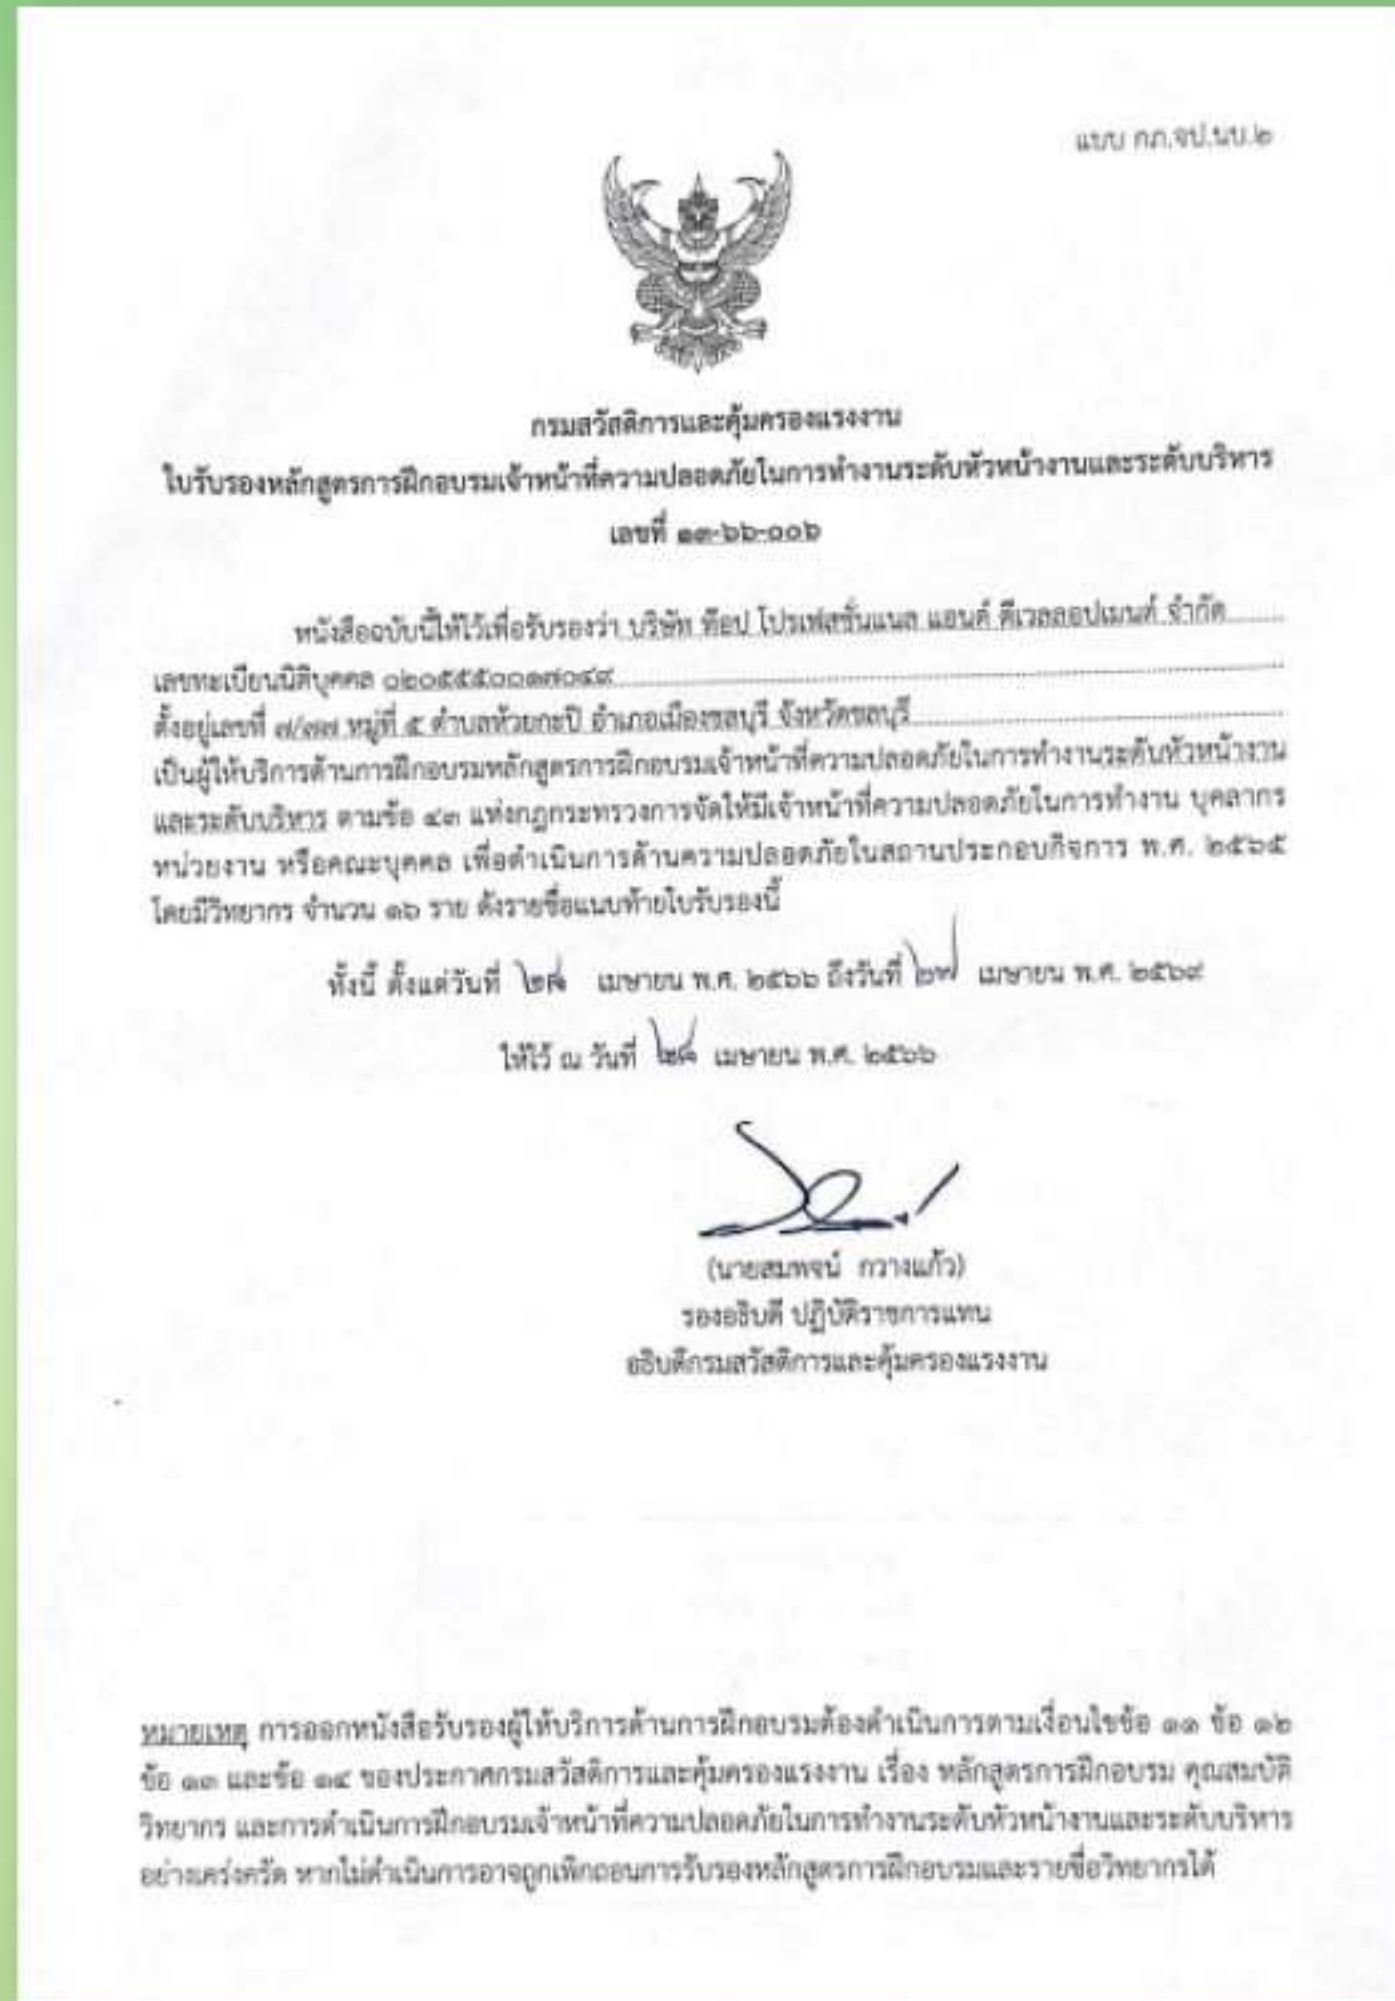 แบบ กภ.จป.นบ.๒
กรมสวัสดิการและคุ้มครองแรงงาน
ใบรับรองหลักสูตรการฝึกอบรมเจ้าหน้าที่ความปลอดภัยในการทำงานระดับหัวหน้างานและระดับบริหาร
เลขที่ ๑๓-๖๖-๐๐๖
หนังสือฉบับนี้ให้ไว้เพื่อรับรองว่า บริษัท ท๊อป โปรเฟสชั่นแนล แอนด์ ดีเวลลอปเมนท์ จำกัด
เลขทะเบียนนิติบุคคล ๐๒๐๕๕๕๐๐๑๗๐๔๙
ตั้งอยู่เลขที่ ๗/๓๗ หมู่ที่ ๕ ตำบลห้วยกะปิ อำเภอเมืองชลบุรี จังหวัดชลบุรี
เป็นผู้ให้บริการด้านการฝึกอบรมหลักสูตรการฝึกอบรมเจ้าหน้าที่ความปลอดภัยในการทำงานระดับหัวหน้างาน
และระดับบริหาร ตามข้อ ๔๓ แห่งกฎกระทรวงการจัดให้มีเจ้าหน้าที่ความปลอดภัยในการทำงาน บุคลากร
หน่วยงาน หรือคณะบุคคล เพื่อดำเนินการด้านความปลอดภัยในสถานประกอบกิจการ พ.ศ. ๒๕๖๕
โดยมีวิทยากร จำนวน ๑๖ ราย ดังรายชื่อแนบท้ายใบรับรองนี้
ทั้งนี้ ตั้งแต่วันที่ ๒๘ เมษายน พ.ศ. ๒๕๖๖ ถึงวันที่ ๒๗ เมษายน พ.ศ. ๒๕๖๙
ให้ไว้ ณ วันที่ ๒๘ เมษายน พ.ศ. ๒๕๖๖
(นายสมพจน์ กวางแก้ว)
รองอธิบดี ปฏิบัติราชการแทน
อธิบดีกรมสวัสดิการและคุ้มครองแรงงาน
หมายเหตุ การออกหนังสือรับรองผู้ให้บริการด้านการฝึกอบรมต้องดำเนินการตามเงื่อนไขข้อ ๑๑ ข้อ ๑๒
ข้อ ๑๓ และข้อ ๑๔ ของประกาศกรมสวัสดิการและคุ้มครองแรงงาน เรื่อง หลักสูตรการฝึกอบรม คุณสมบัติ
วิทยากร และการดำเนินการฝึกอบรมเจ้าหน้าที่ความปลอดภัยในการทำงานระดับหัวหน้างานและระดับบริหาร
อย่างเคร่งครัด หากไม่ดำเนินการอาจถูกเพิกถอนการรับรองหลักสูตรการฝึกอบรมและรายชื่อวิทยากรได้